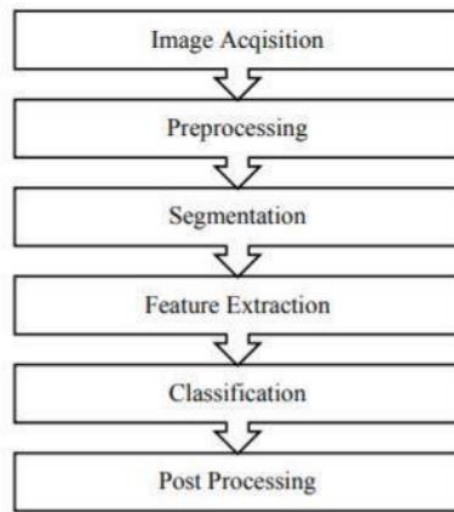 Image Acqisition
Preprocessing
Segmentation
Feature Extraction
Classification
Post Processing